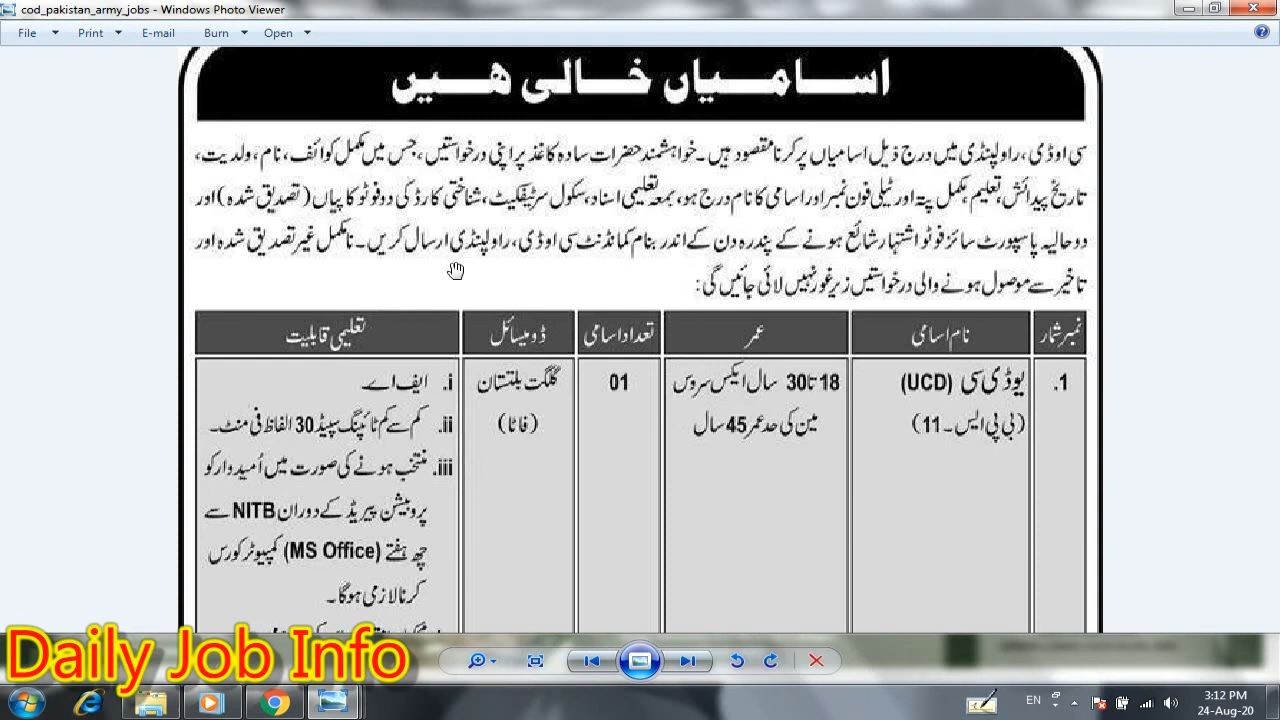 cod_pakistan_army_jobs - Windows Photo Viewer
File Print E-mail Burn Open
اسامیاں خالی ہیں
سی او ڈی، راولپنڈی میں درج ذیل اسامیاں پر کرنا مقصود ہیں۔ خواہشمند حضرات سادہ کاغذ پر اپنی درخواستیں، جس میں مکمل کوائف، نام، ولدیت،
تاریخ پیدائش، تعلیم، مکمل پتہ اور ٹیلی فون نمبر اور اسامی کا نام درج ہو، بمعہ تعلیمی اسناد، سکول سرٹیفکیٹ، شناختی کارڈ کی دو فوٹو کاپیاں (تصدیق شدہ) اور
دو حالیہ پاسپورٹ سائز فوٹو اشتہار شائع ہونے کے پندرہ دن کے اندر بنام کمانڈنٹ سی او ڈی، راولپنڈی ارسال کریں۔ نامکمل غیر تصدیق شدہ اور
تاخیر سے موصول ہونے والی درخواستیں زیر غور نہیں لائی جائیں گی:
نمبر شمار نام اسامی عمر تعداد اسامی ڈومیسائل تعلیمی قابلیت
1. یو ڈی سی (UCD) 18 تا 30 سال ایکس سروس 01 گلگت بلتستان i. ایف اے۔
(بی پی ایس۔11) مین کی حد عمر 45 سال (فاٹا) ii. کم سے کم ٹائپنگ سپیڈ 30 الفاظ فی منٹ۔
iii. منتخب ہونے کی صورت میں اُمیدوار کو
پروبیشن پیریڈ کے دوران NITB سے
چھ ہفتے (MS Office) کمپیوٹر کورس
کرنا لازمی ہوگا۔
Daily Job Info
EN
3:12 PM
24-Aug-20